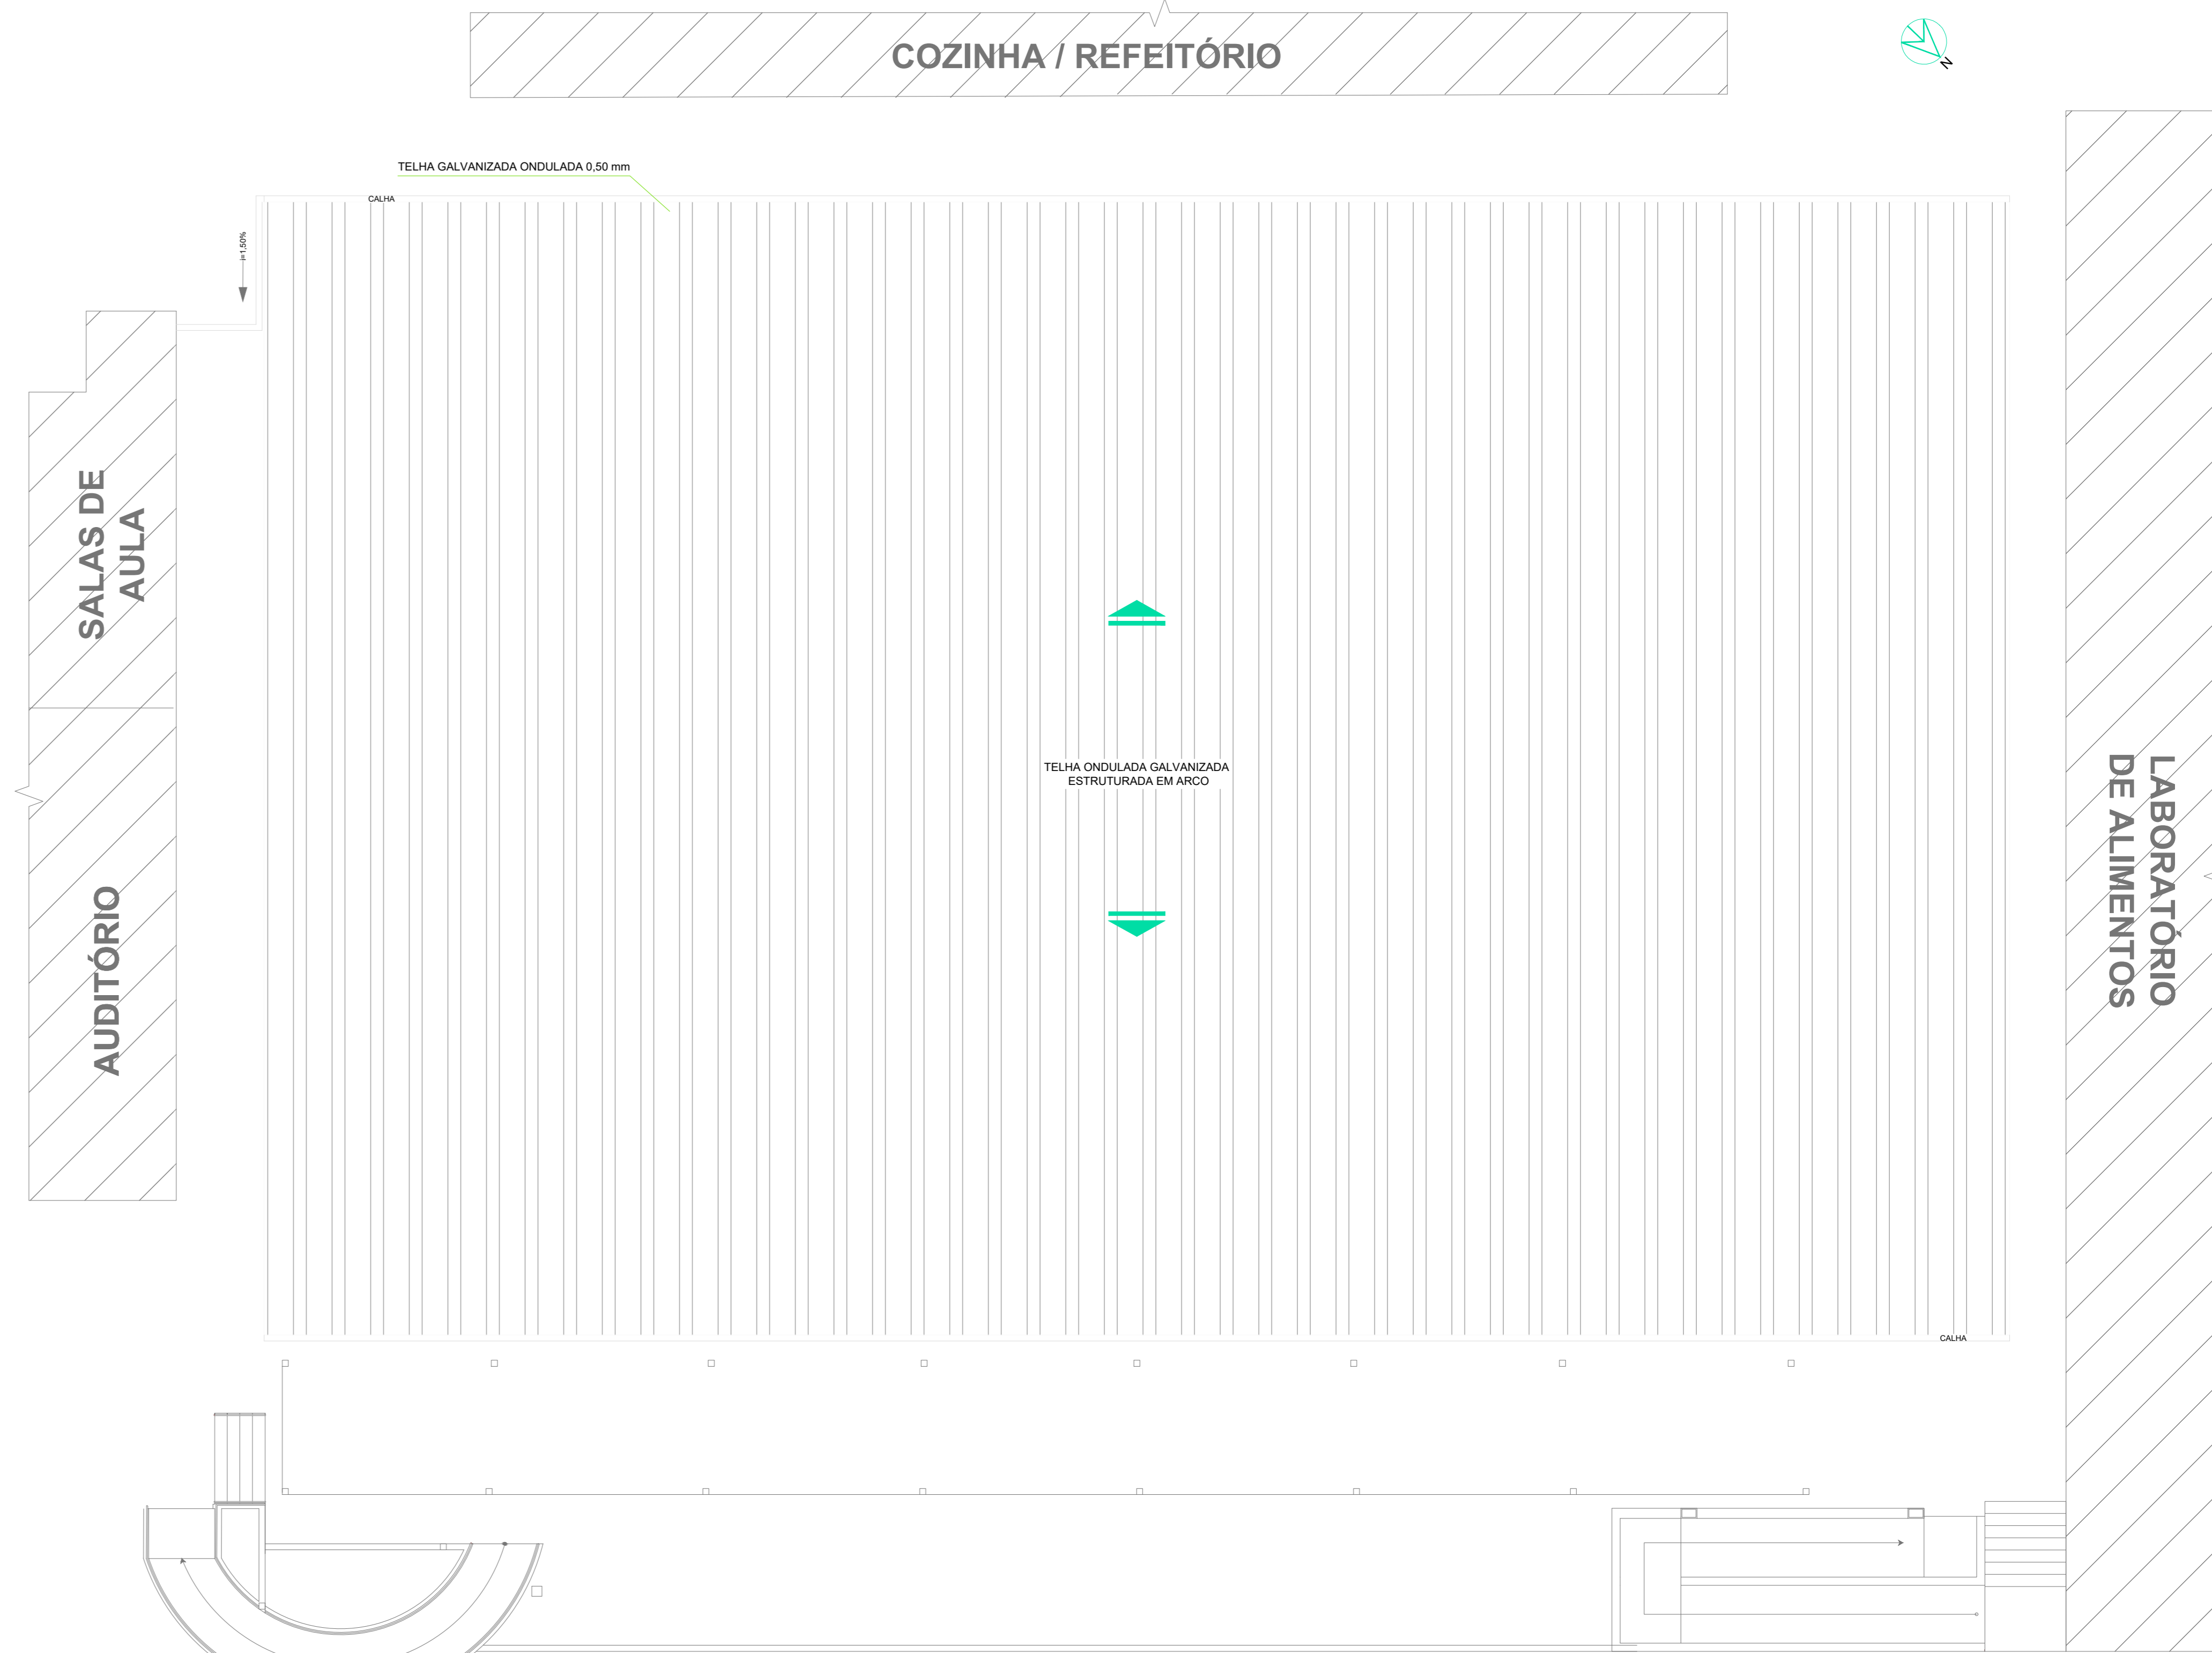 COZINHA / REFEITÓRIO
N
TELHA GALVANIZADA ONDULADA 0,50 mm
CALHA
i=1,50%
SALAS DE
AULA
TELHA ONDULADA GALVANIZADA
ESTRUTURADA EM ARCO
LABORATÓRIO
DE ALIMENTOS
AUDITÓRIO
CALHA